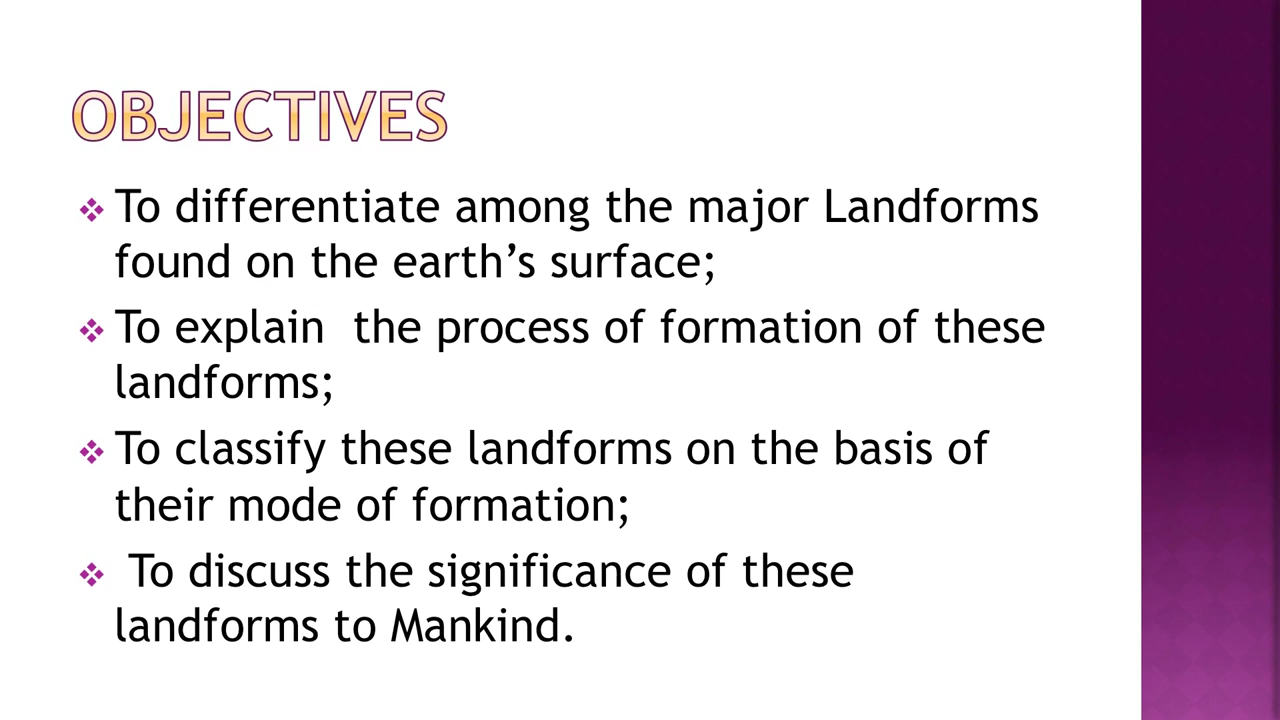 OBJECTIVES
❖ To differentiate among the major Landforms
found on the earth’s surface;
❖ To explain  the process of formation of these
landforms;
❖ To classify these landforms on the basis of
their mode of formation;
❖  To discuss the significance of these
landforms to Mankind.